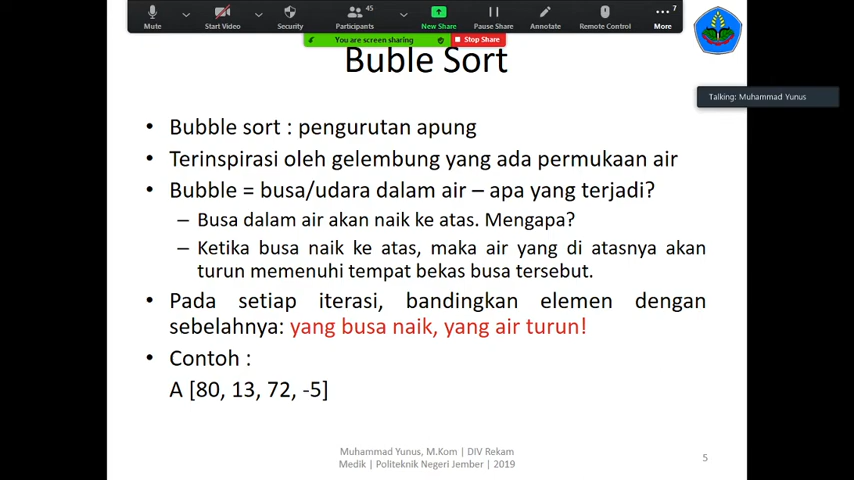 45
7
Mute
Start Video
Security
Participants
New Share
Pause Share
Annotate
Remote Control
More
You are screen sharing
Stop Share
Buble Sort
Talking: Muhammad Yunus
• Bubble sort : pengurutan apung
• Terinspirasi oleh gelembung yang ada permukaan air
• Bubble = busa/udara dalam air – apa yang terjadi?
– Busa dalam air akan naik ke atas. Mengapa?
– Ketika busa naik ke atas, maka air yang di atasnya akan
turun memenuhi tempat bekas busa tersebut.
• Pada setiap iterasi, bandingkan elemen dengan
sebelahnya: yang busa naik, yang air turun!
• Contoh :
A [80, 13, 72, -5]
Muhammad Yunus, M.Kom | DIV Rekam
Medik | Politeknik Negeri Jember | 2019
5